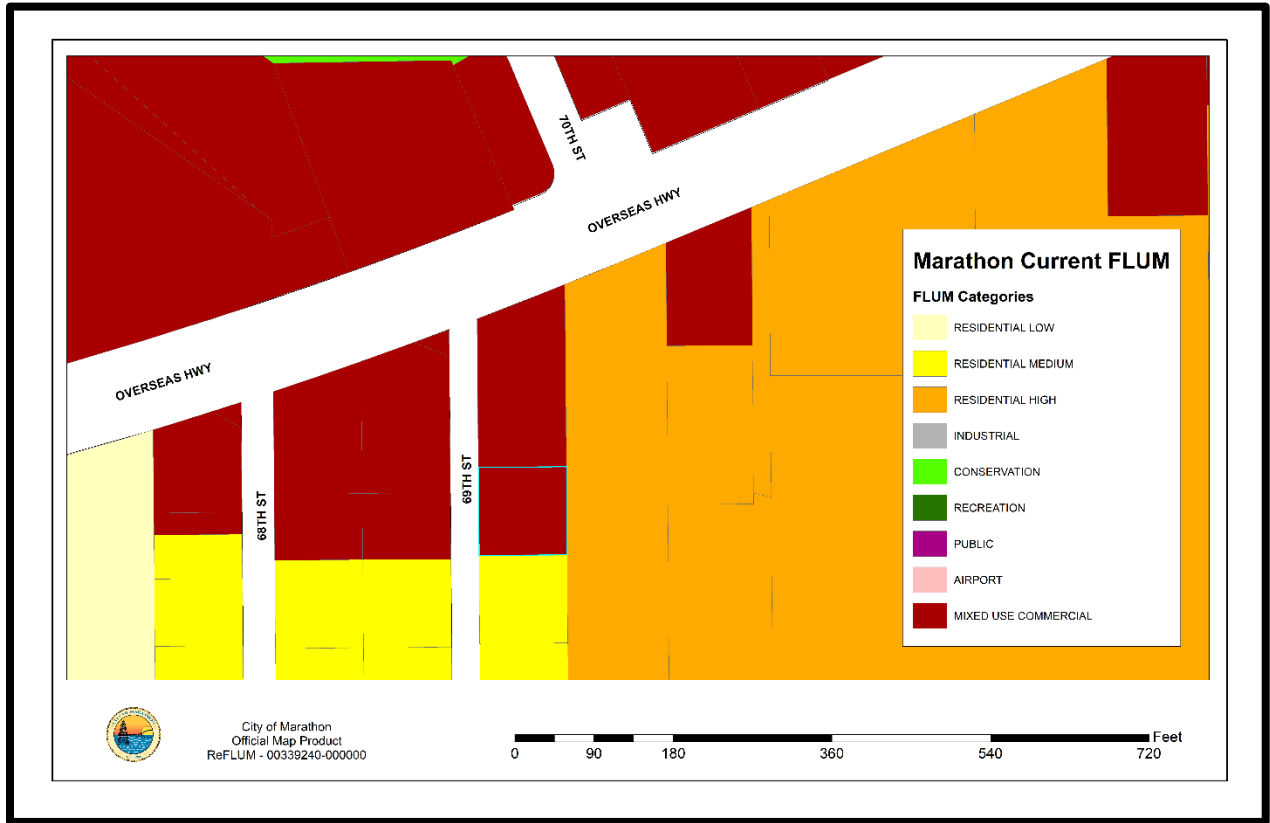 70TH ST
OVERSEAS HWY
OVERSEAS HWY
69TH ST
68TH ST
Marathon Current FLUM
FLUM Categories
RESIDENTIAL LOW
RESIDENTIAL MEDIUM
RESIDENTIAL HIGH
INDUSTRIAL
CONSERVATION
RECREATION
PUBLIC
AIRPORT
MIXED USE COMMERCIAL
City of Marathon
Official Map Product
ReFLUM - 00339240-000000
Feet
0 90 180 360 540 720